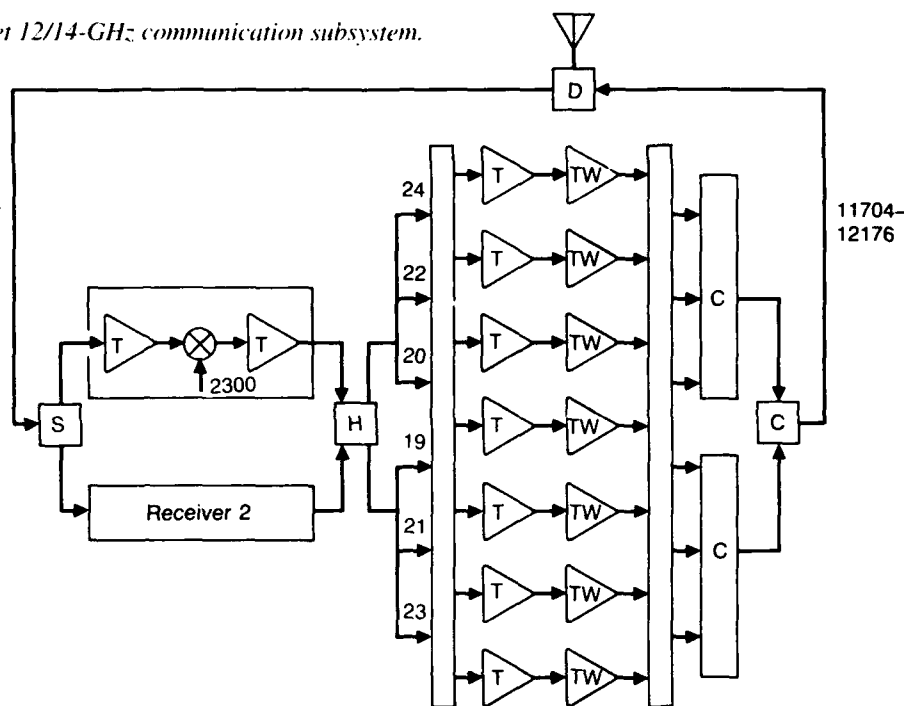 12/14-GHz communication subsystem.
D
24
T
TW
11704–
12176
T
TW
22
C
T
T
T
TW
20
2300
S
H
C
19
T
TW
Receiver 2
T
TW
21
C
T
TW
23
T
TW